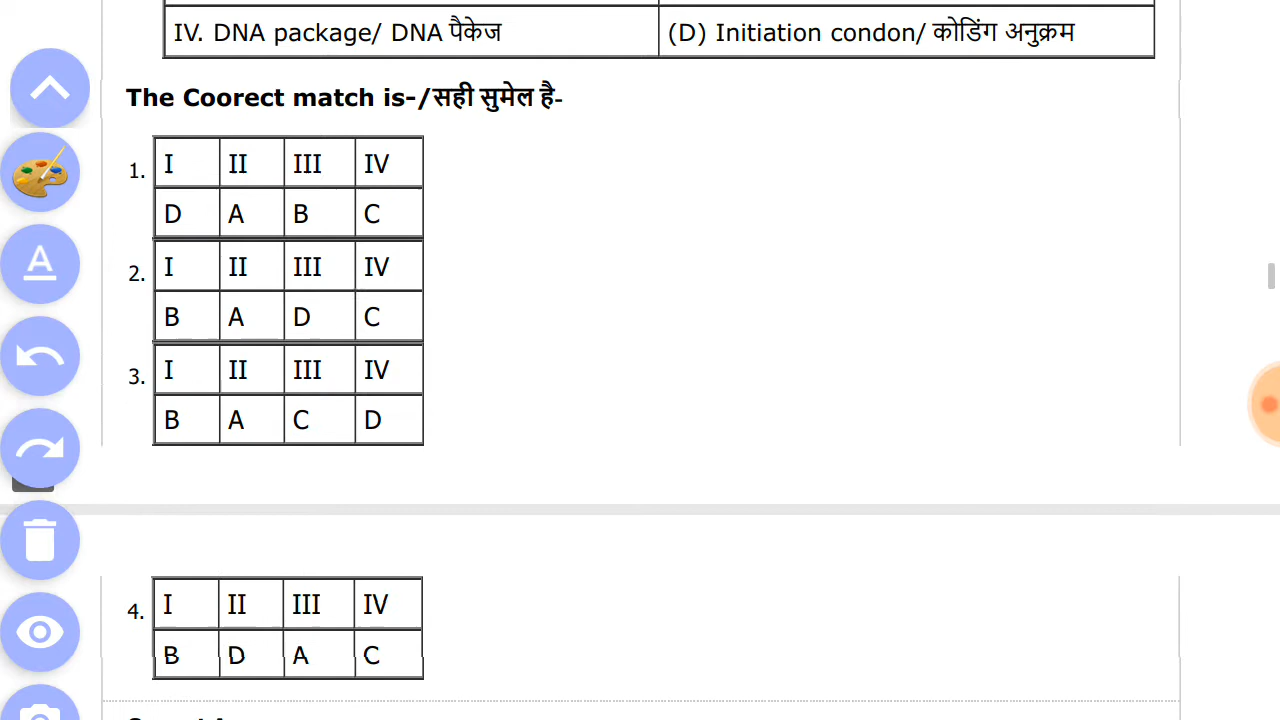 IV. DNA package/ DNA पैकेज (D) Initiation condon/ कोडिंग अनुक्रम
The Coorect match is-/सही सुमेल है-
1. I II III IV
D A B C
2. I II III IV
B A D C
3. I II III IV
B A C D
4. I II III IV
B D A C